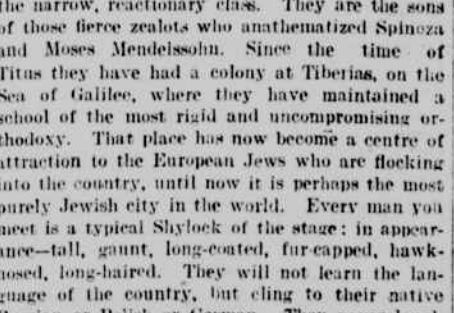 the narrow, reactionary class. They are the sons
of those fierce zealots who anathematized Spinoza
and Moses Mendelssohn. Since the time of
Titus they have had a colony at Tiberias, on the
Sea of Galilee, where they have maintained a
school of the most rigid and uncompromising or-
thodoxy. That place has now become a centre of
attraction to the European Jews who are flocking
into the country, until now it is perhaps the most
purely Jewish city in the world. Every man you
meet is a typical Shylock of the stage: in appear-
ance—tall, gaunt, long-coated, fur-capped, hawk-
nosed, long-haired. They will not learn the lan-
guage of the country, but cling to their native